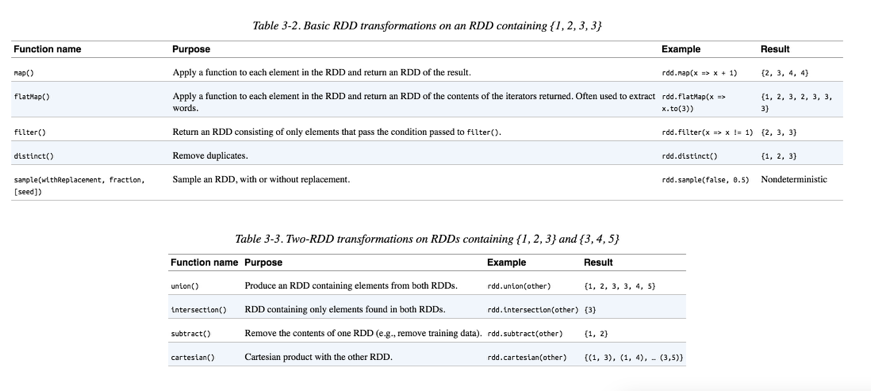 Table 3-2. Basic RDD transformations on an RDD containing {1, 2, 3, 3}
Function name Purpose Example Result
map() Apply a function to each element in the RDD and return an RDD of the result. rdd.map(x => x + 1) {2, 3, 4, 4}
flatMap() Apply a function to each element in the RDD and return an RDD of the contents of the iterators returned. Often used to extract rdd.flatMap(x => {1, 2, 3, 2, 3, 3,
words. x.to(3)) 3}
filter() Return an RDD consisting of only elements that pass the condition passed to filter(). rdd.filter(x => x != 1) {2, 3, 3}
distinct() Remove duplicates. rdd.distinct() {1, 2, 3}
sample(withReplacement, fraction, Sample an RDD, with or without replacement. rdd.sample(false, 0.5) Nondeterministic
[seed])
Table 3-3. Two-RDD transformations on RDDs containing {1, 2, 3} and {3, 4, 5}
Function name Purpose Example Result
union() Produce an RDD containing elements from both RDDs. rdd.union(other) {1, 2, 3, 3, 4, 5}
intersection() RDD containing only elements found in both RDDs. rdd.intersection(other) {3}
subtract() Remove the contents of one RDD (e.g., remove training data). rdd.subtract(other) {1, 2}
cartesian() Cartesian product with the other RDD. rdd.cartesian(other) {(1, 3), (1, 4), … (3,5)}